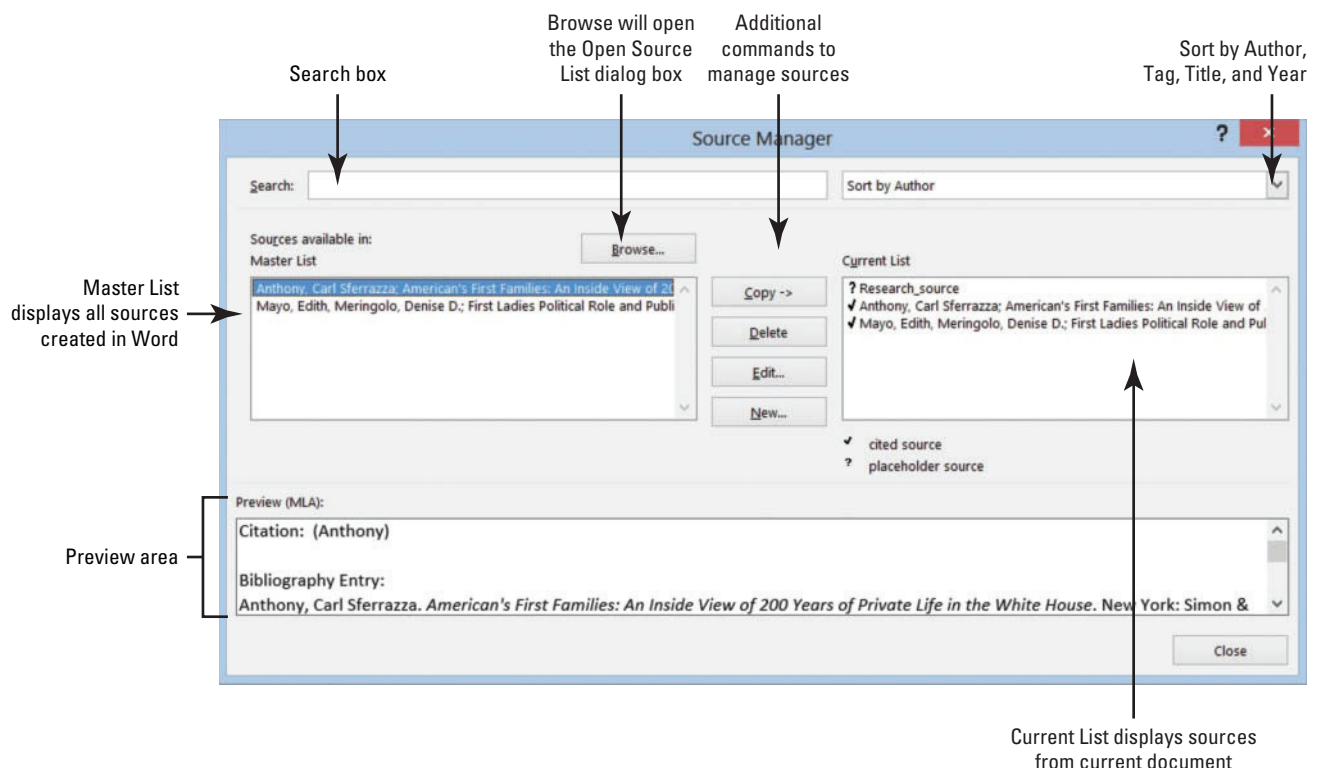 Browse will open
the Open Source
List dialog box
Additional
commands to
manage sources
Sort by Author,
Tag, Title, and Year
Search box
Source Manager
?
Search:
Sort by Author
Sources available in:
Master List
Browse...
Current List
Anthony, Carl Sferrazza; American's First Families: An Inside View of 20
Mayo, Edith, Meringolo, Denise D.; First Ladies Political Role and Publi
Copy ->
Delete
Edit...
New...
? Research_source
✓ Anthony, Carl Sferrazza; American's First Families: An Inside View of
✓ Mayo, Edith, Meringolo, Denise D.; First Ladies Political Role and Pul
Master List
displays all sources
created in Word
✓ cited source
? placeholder source
Preview (MLA):
Citation: (Anthony)
Bibliography Entry:
Anthony, Carl Sferrazza. American's First Families: An Inside View of 200 Years of Private Life in the White House. New York: Simon &
Preview area
Close
Current List displays sources
from current document